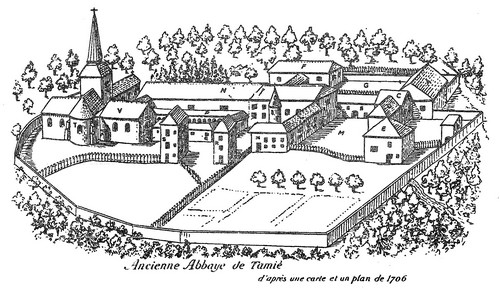 F
G
H
V
M
E
Ancienne Abbaye de Tamié
d'après une carte et un plan de 1706